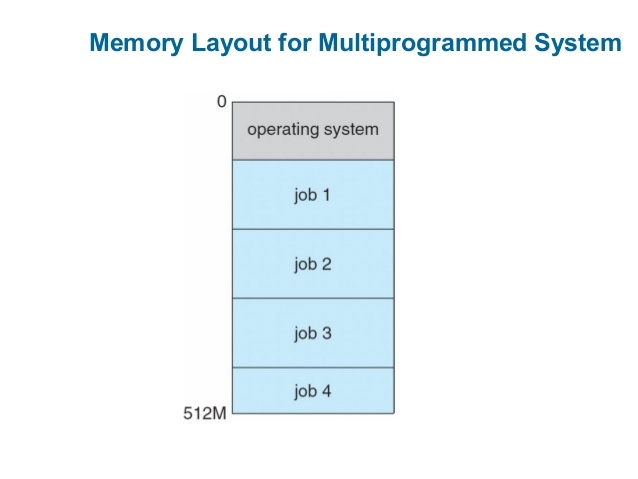 Memory Layout for Multiprogrammed System
0
operating system
job 1
job 2
job 3
job 4
512M